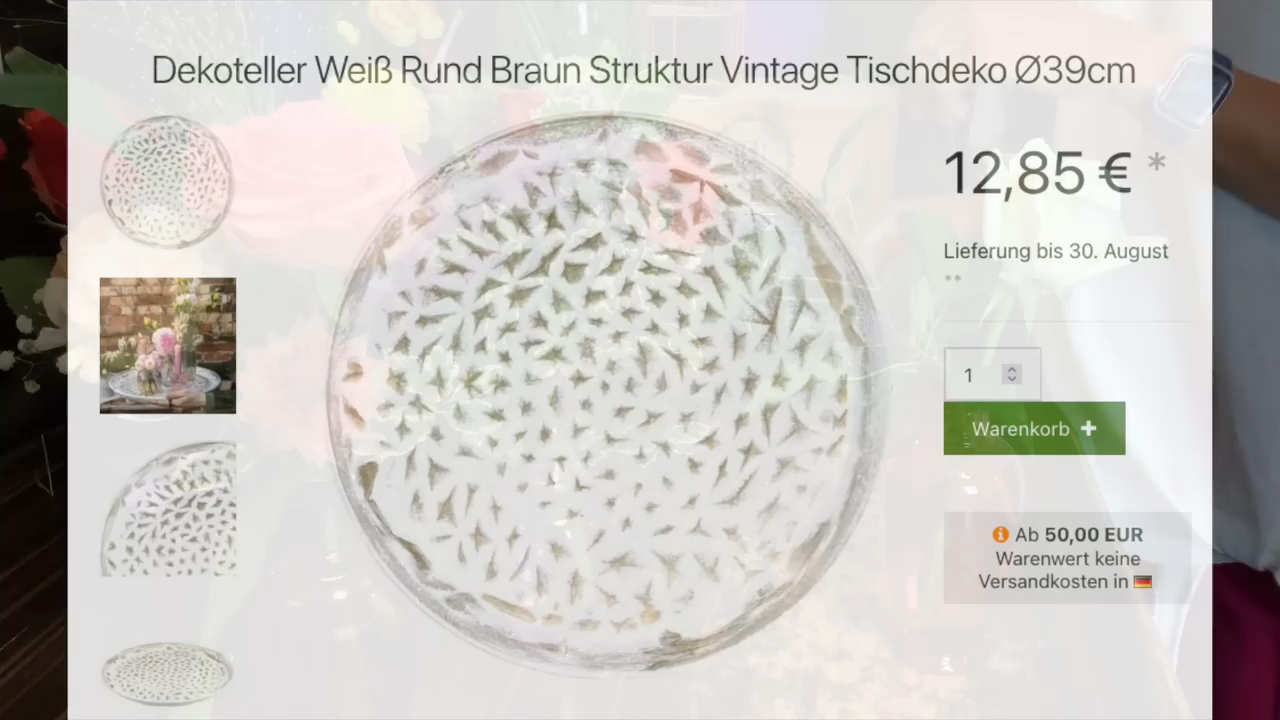 Dekoteller Weiß Rund Braun Struktur Vintage Tischdeko Ø39cm
12,85 € *
Lieferung bis 30. August
**
1
Warenkorb +
Ab 50,00 EUR
Warenwert keine
Versandkosten in